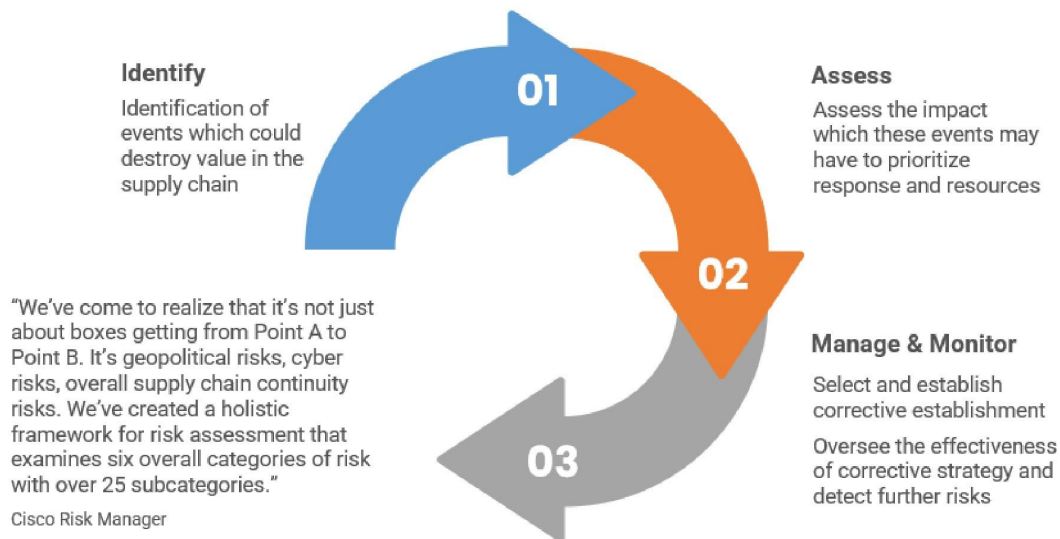 Identify
Identification of
events which could
destroy value in the
supply chain
01
Assess
Assess the impact
which these events may
have to prioritize
response and resources
02
Manage & Monitor
Select and establish
corrective establishment
Oversee the effectiveness
of corrective strategy and
detect further risks
03
“We’ve come to realize that it’s not just
about boxes getting from Point A to
Point B. It’s geopolitical risks, cyber
risks, overall supply chain continuity
risks. We’ve created a holistic
framework for risk assessment that
examines six overall categories of risk
with over 25 subcategories.”
Cisco Risk Manager